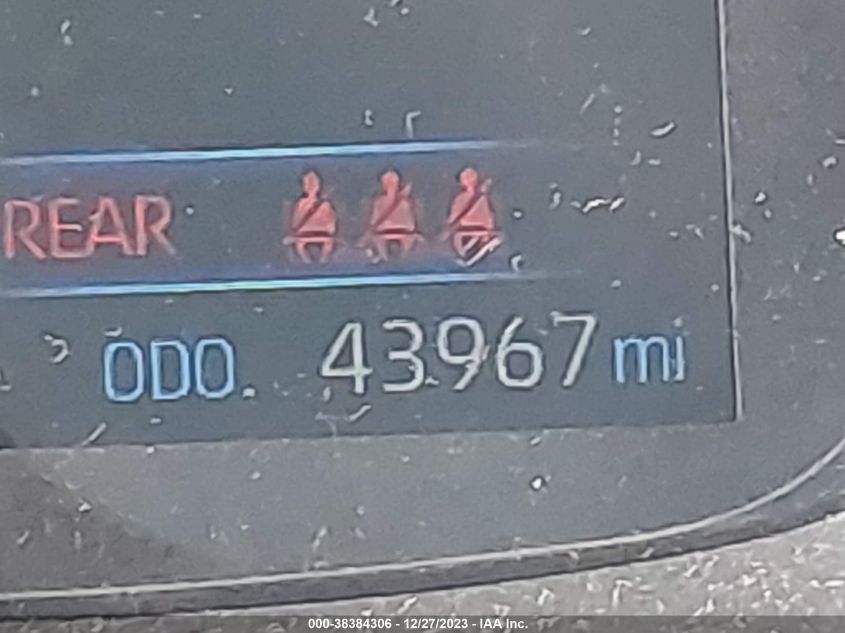 REAR
ODO. 43967 mi
000-38384306 - 12/27/2023 - IAA Inc.